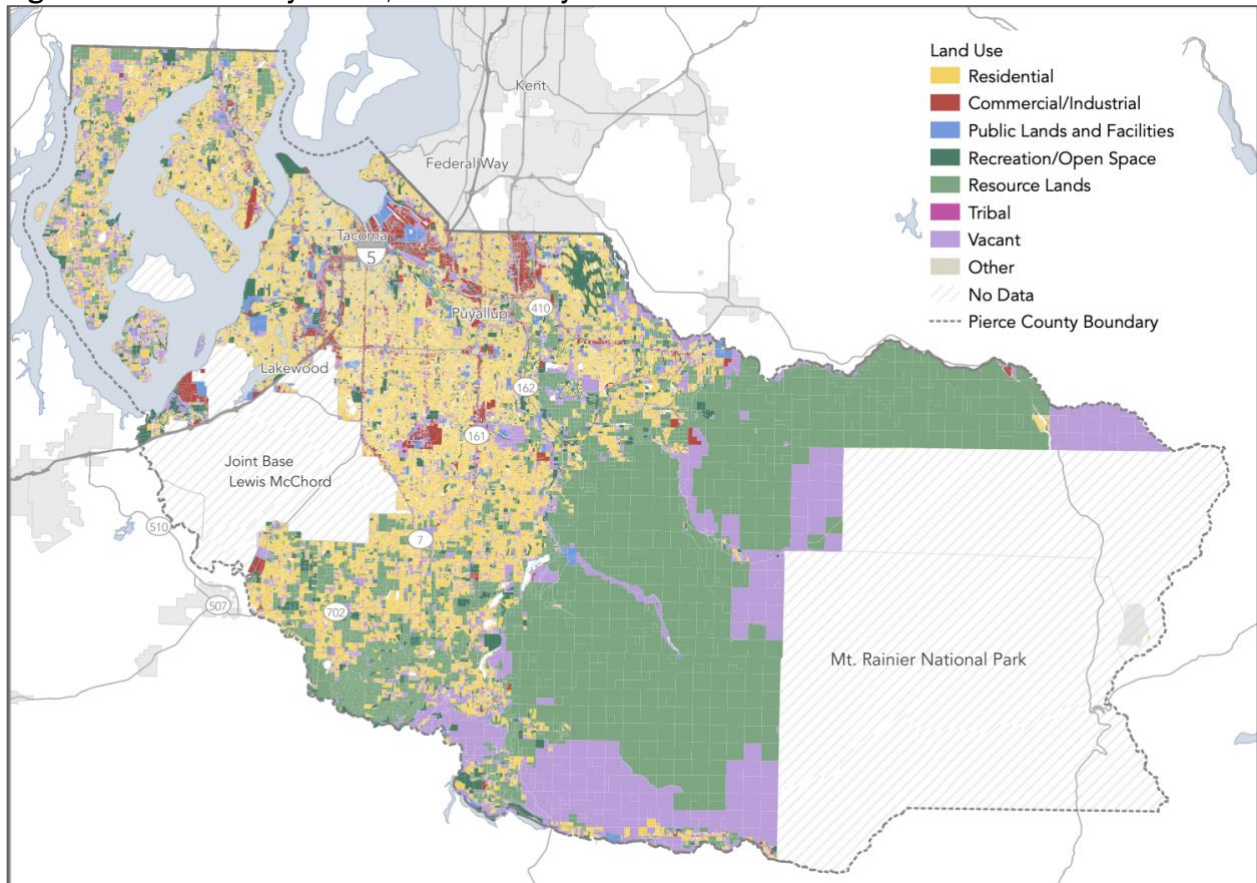 Land Use
Residential
Commercial/Industrial
Public Lands and Facilities
Recreation/Open Space
Resource Lands
Tribal
Vacant
Other
No Data
Pierce County Boundary
Kent
Federal Way
Tacoma
5
Puyallup
410
Lakewood
162
161
Joint Base
Lewis McChord
510
7
507
702
Mt. Rainier National Park